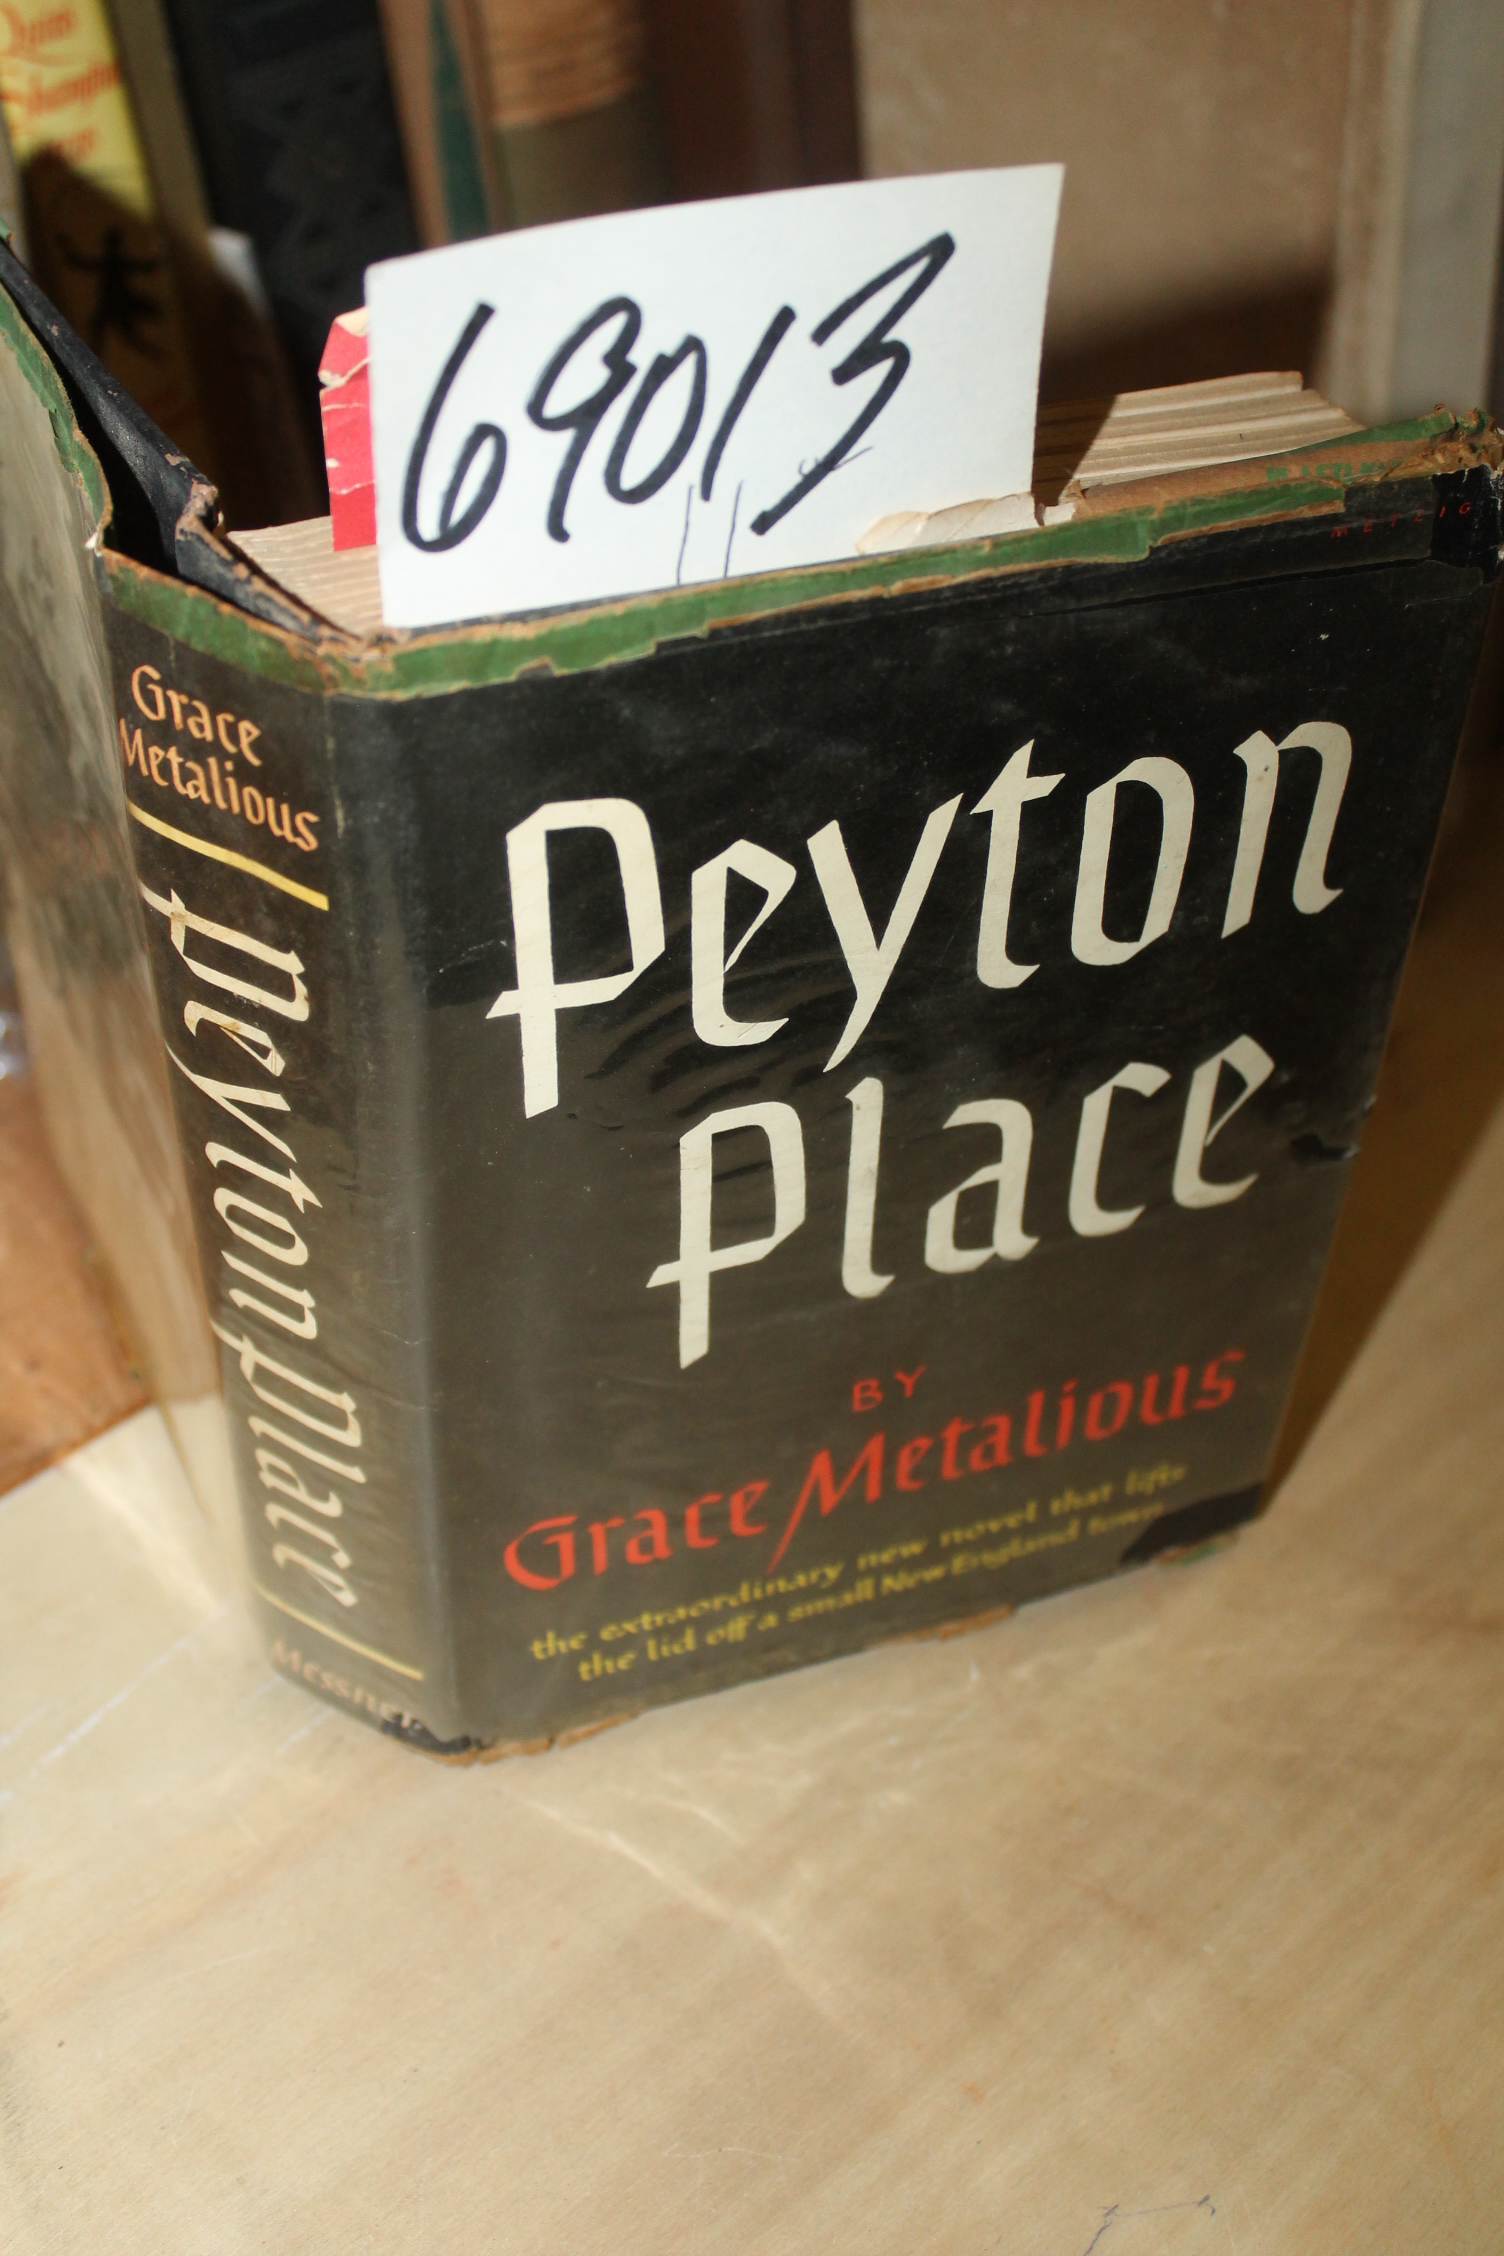 69013
METZIG
Peyton
Place
BY
Grace Metalious
the extraordinary new novel that lifts
the lid off a small New England town
Grace
Metalious
Peyton Place
Messner